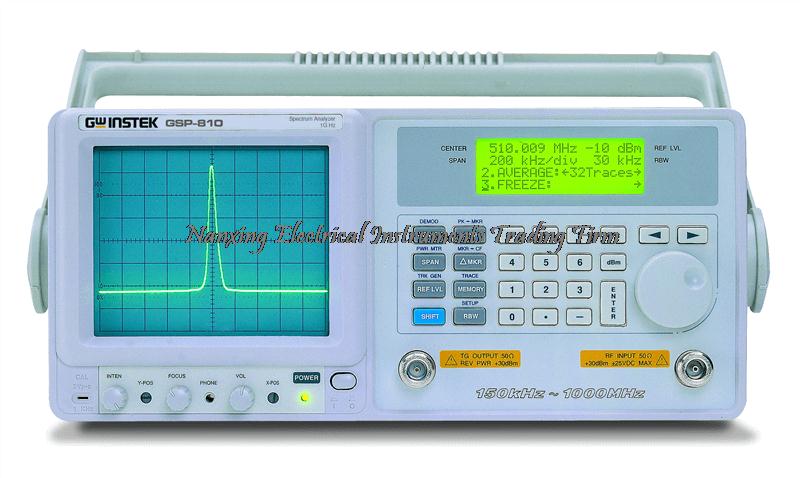 GW INSTEK GSP-810 Spectrum Analyzer
1G Hz
CENTER 510.009 MHz -10 dBm REF LVL
SPAN 200 kHz/div 30 kHz RBW
2.AVERAGE:←32Traces→
3.FREEZE: →
DEMOD PK→MKR
Nanxing Electrical Instruments Trading Firm
PWR MTR MKR→CF
SPAN △MKR 4 5 6 dBm
TRK GEN TRACE
REF LVL MEMORY 1 2 3 ENTER
SETUP
SHIFT RBW 0 • −
TG OUTPUT 50Ω
REV PWR +30dBm
RF INPUT 50Ω
+30dBm ±25VDC MAX
150kHz ~ 1000MHz
CAL INTEN Y-POS FOCUS PHONE VOL X-POS POWER